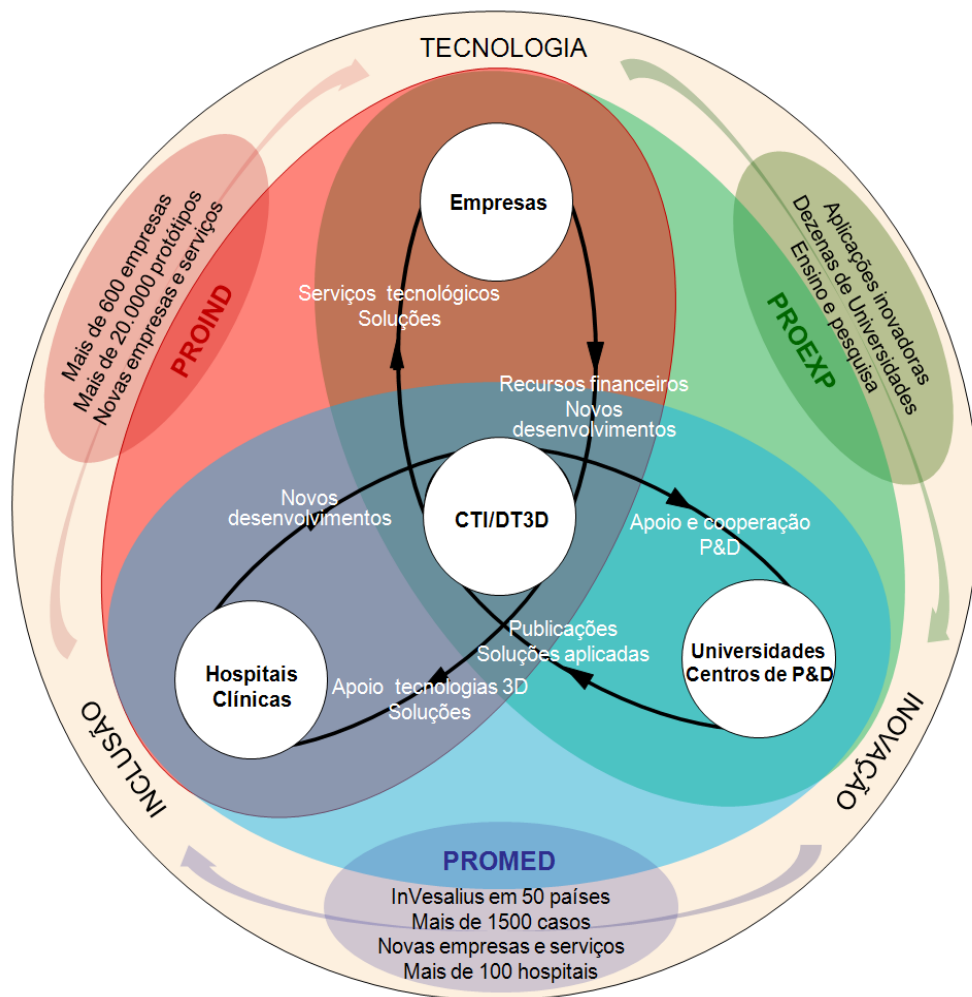 TECNOLOGIA
Empresas
Mais de 600 empresas
Mais de 20.0000 protótipos
Novas empresas e serviços
PROIND
Aplicações inovadoras
Dezenas de Universidades
Ensino e pesquisa
PROEXP
Serviços tecnológicos
Soluções
Recursos financeiros
Novos
desenvolvimentos
Novos
desenvolvimentos
CTI/DT3D
Apoio e cooperação
P&D
Publicações
Soluções aplicadas
Universidades
Centros de P&D
Hospitais
Clínicas
Apoio tecnologias 3D
Soluções
INCLUSÃO
INOVAÇÃO
PROMED
InVesalius em 50 países
Mais de 1500 casos
Novas empresas e serviços
Mais de 100 hospitais